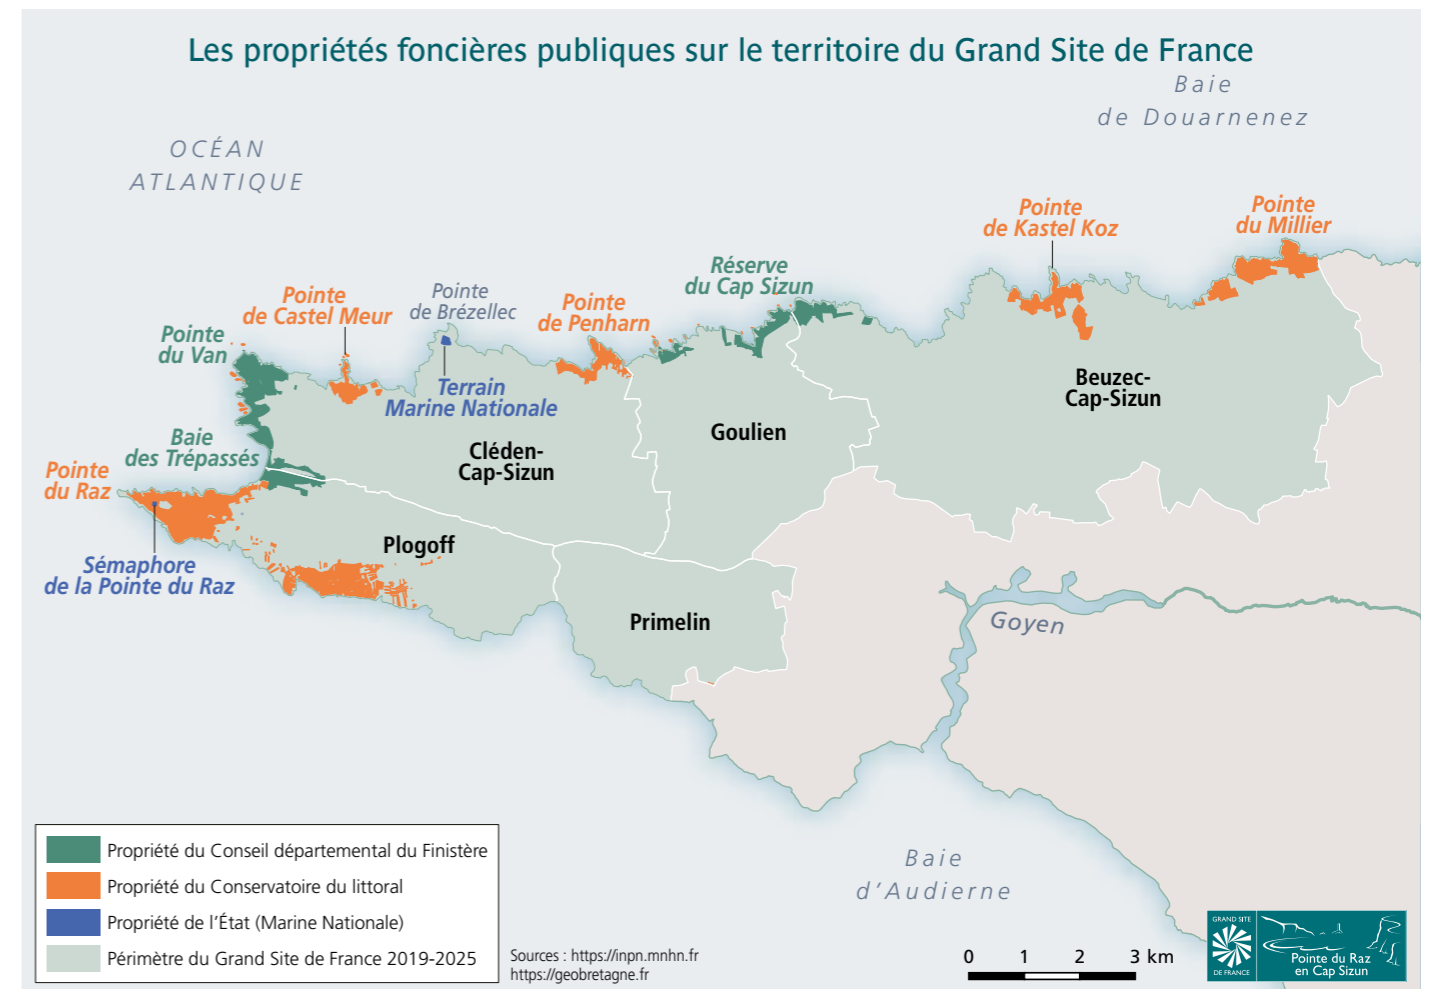 Les propriétés foncières publiques sur le territoire du Grand Site de France
Baie
de Douarnenez
OCÉAN
ATLANTIQUE
Pointe
du Millier
Pointe
de Kastel Koz
Réserve
du Cap Sizun
Pointe
de Brézellec
Pointe
de Castel Meur
Pointe
de Penharn
Pointe
du Van
Terrain
Marine Nationale
Beuzec-
Cap-Sizun
Goulien
Baie
des Trépassés
Cléden-
Cap-Sizun
Pointe
du Raz
Plogoff
Sémaphore
de la Pointe du Raz
Primelin
Goyen
Baie
d'Audierne
Propriété du Conseil départemental du Finistère
Propriété du Conservatoire du littoral
Propriété de l'État (Marine Nationale)
Périmètre du Grand Site de France 2019-2025
Sources : https://inpn.mnhn.fr
https://geobretagne.fr
0 1 2 3 km
GRAND SITE
DE FRANCE
Pointe du Raz
en Cap Sizun